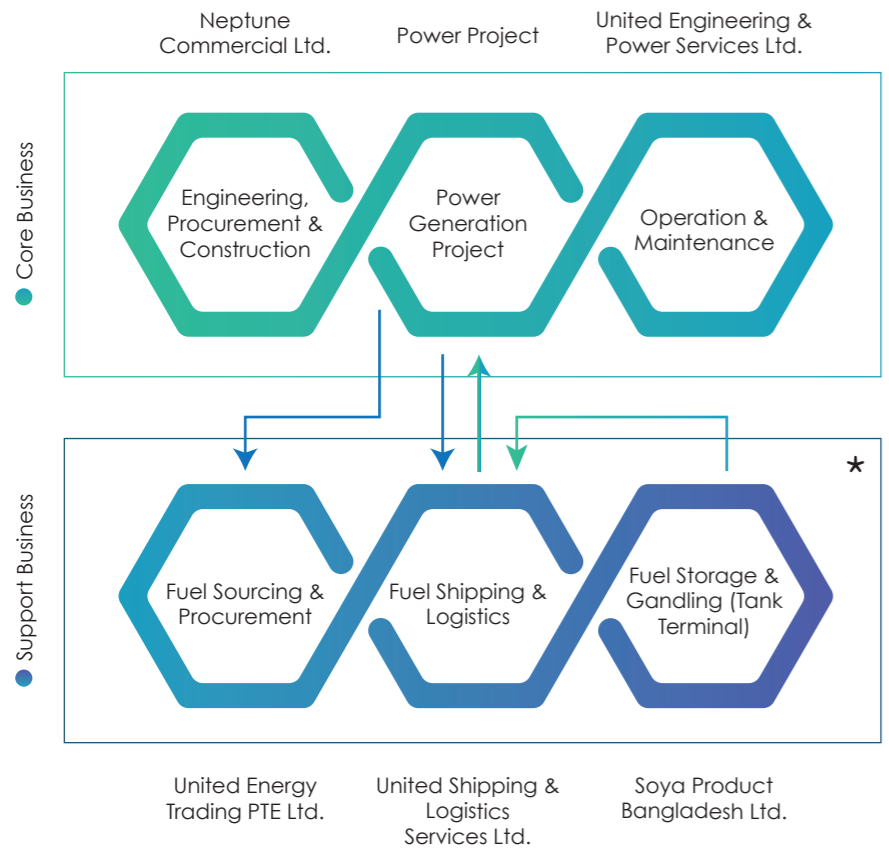 Neptune
Commercial Ltd.
Power Project
United Engineering &
Power Services Ltd.
Core Business
Engineering,
Procurement &
Construction
Power
Generation
Project
Operation &
Maintenance
*
Support Business
Fuel Sourcing &
Procurement
Fuel Shipping &
Logistics
Fuel Storage &
Gandling (Tank
Terminal)
United Energy
Trading PTE Ltd.
United Shipping &
Logistics
Services Ltd.
Soya Product
Bangladesh Ltd.